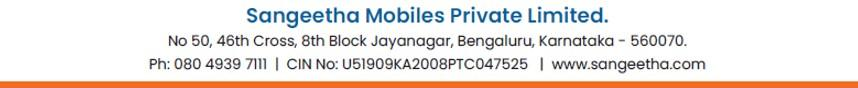 Sangeetha Mobiles Private Limited.
No 50, 46th Cross, 8th Block Jayanagar, Bengaluru, Karnataka - 560070.
Ph: 080 4939 7111 | CIN No: U51909KA2008PTC047525 | www.sangeetha.com